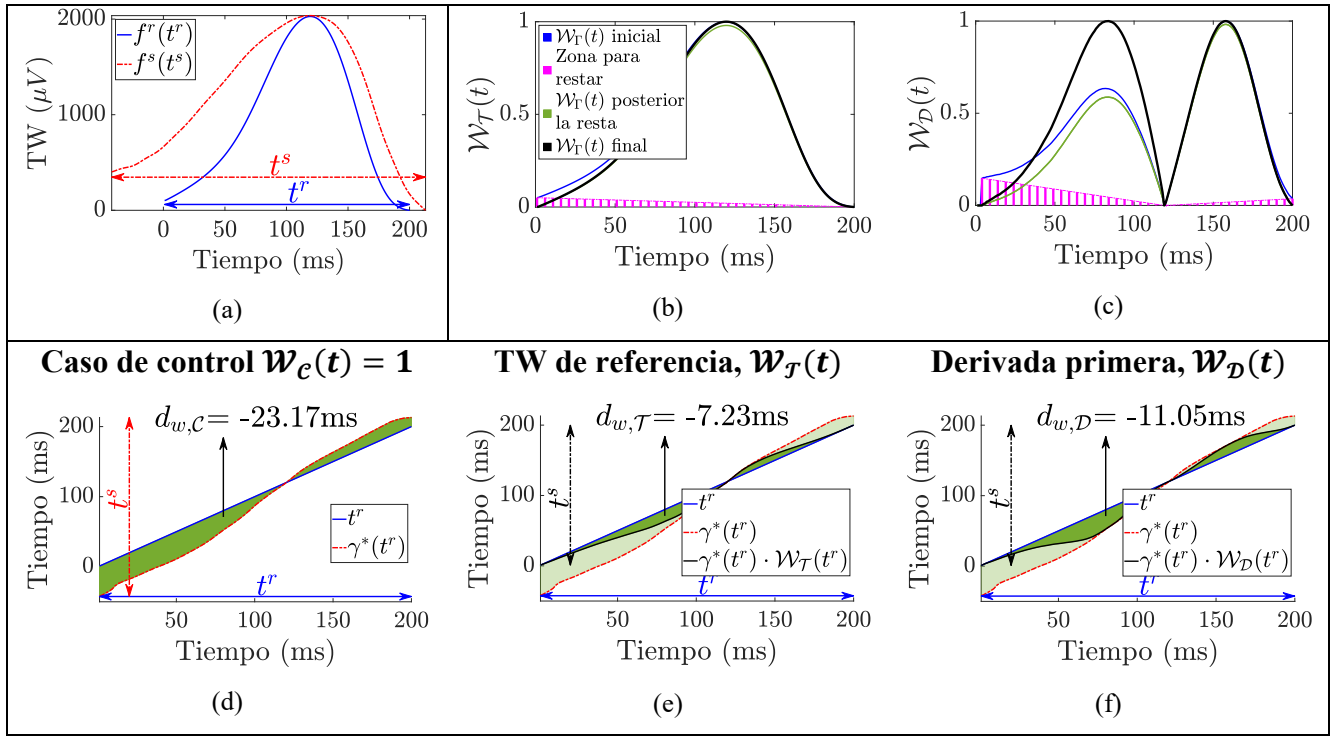 2000
1000
0
TW (μV)
f^r(t^r)
f^s(t^s)
t^s
t^r
0 50 100 150 200
Tiempo (ms)
(a)
1
0.5
0
𝒲_𝒯(t)
𝒲_Γ(t) inicial
Zona para
restar
𝒲_Γ(t) posterior
la resta
𝒲_Γ(t) final
0 50 100 150 200
Tiempo (ms)
(b)
1
0.5
0
𝒲_𝒟(t)
0 50 100 150 200
Tiempo (ms)
(c)
Caso de control 𝒲_𝒞(t) = 1
d_{w,𝒞}= -23.17ms
200
100
0
Tiempo (ms)
t^s
t^r
γ*(t^r)
t^r
50 100 150 200
Tiempo (ms)
(d)
TW de referencia, 𝒲_𝒯(t)
d_{w,𝒯}= -7.23ms
200
100
0
Tiempo (ms)
t^s
t^r
γ*(t^r)
γ*(t^r) · 𝒲_𝒯(t^r)
t^r
50 100 150 200
Tiempo (ms)
(e)
Derivada primera, 𝒲_𝒟(t)
d_{w,𝒟}= -11.05ms
200
100
0
Tiempo (ms)
t^s
t^r
γ*(t^r)
γ*(t^r) · 𝒲_𝒟(t^r)
t^r
50 100 150 200
Tiempo (ms)
(f)